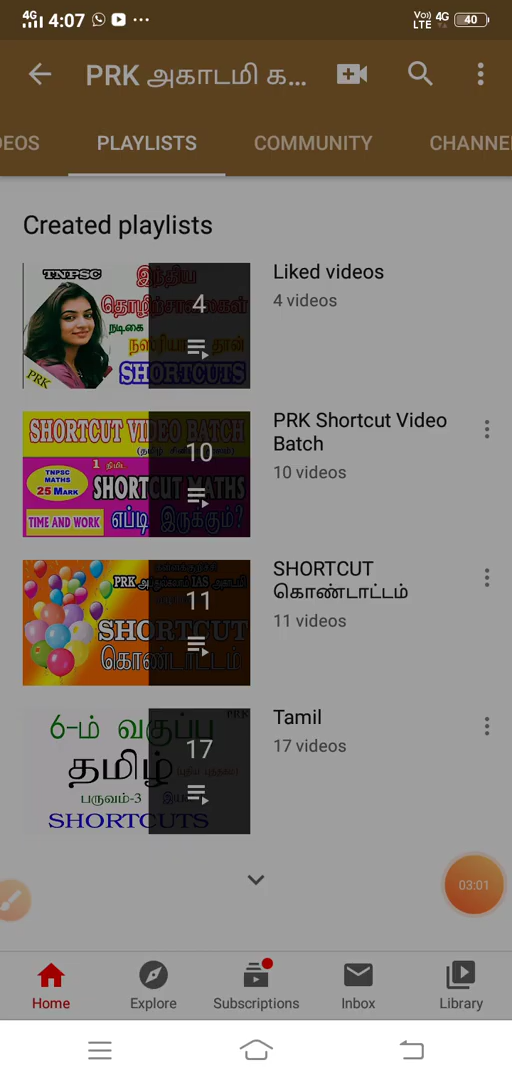 4G 4:07
Vo) 4G
LTE 40
PRK அகாடமி க...
DEOS PLAYLISTS COMMUNITY CHANNE
Created playlists
TNPSC
இந்திய
தொழிற்சாலைகள்
நடிகை
தான்
PRK
SHORTCUTS
4
Liked videos
4 videos
SHORTCUT VIDEO BATCH
1 நிமிட
TNPSC
MATHS
25 MARK
SHORTCUT MATHS
TIME AND WORK எப்டி இருக்கும்?
10
PRK Shortcut Video
Batch
10 videos
PRK IAS அகாடமி
SHORTCUT
கொண்டாட்டம்
11
SHORTCUT
கொண்டாட்டம்
11 videos
PRK
6-ம் வகுப்பு
தமிழ் (புதிய புத்தகம்)
பருவம்-3
SHORTCUTS
17
Tamil
17 videos
03:01
Home Explore Subscriptions Inbox Library